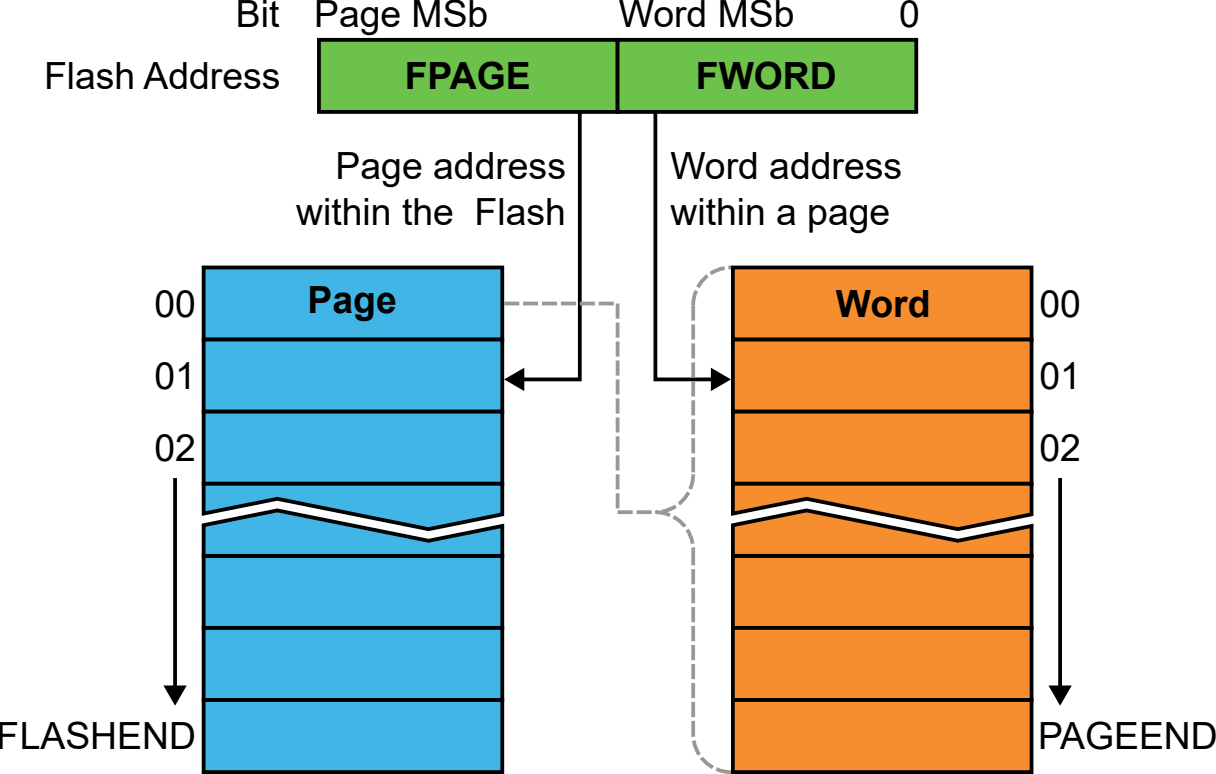 Bit Page MSb Word MSb 0
Flash Address FPAGE FWORD
Page address
within the Flash
Word address
within a page
00 Page
01
02
FLASHEND
Word 00
01
02
PAGEEND